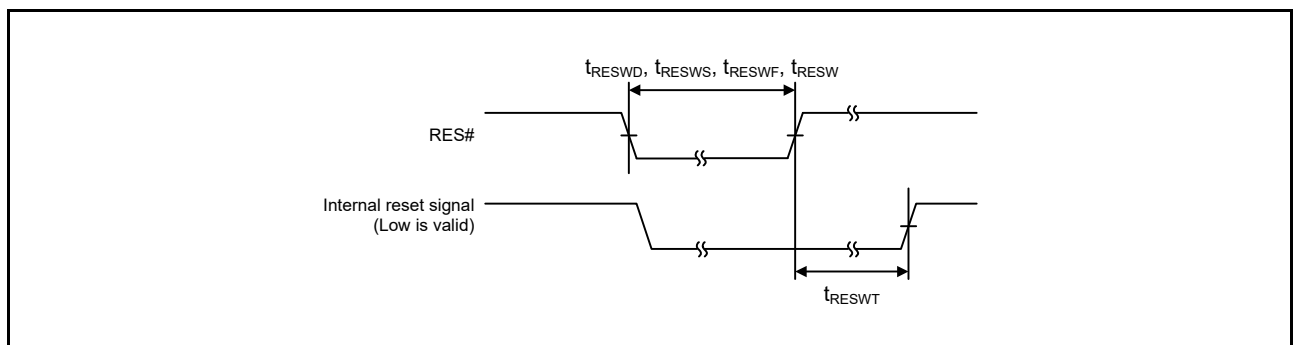 tRESWD, tRESWS, tRESWF, tRESW
RES#
Internal reset signal
(Low is valid)
tRESWT